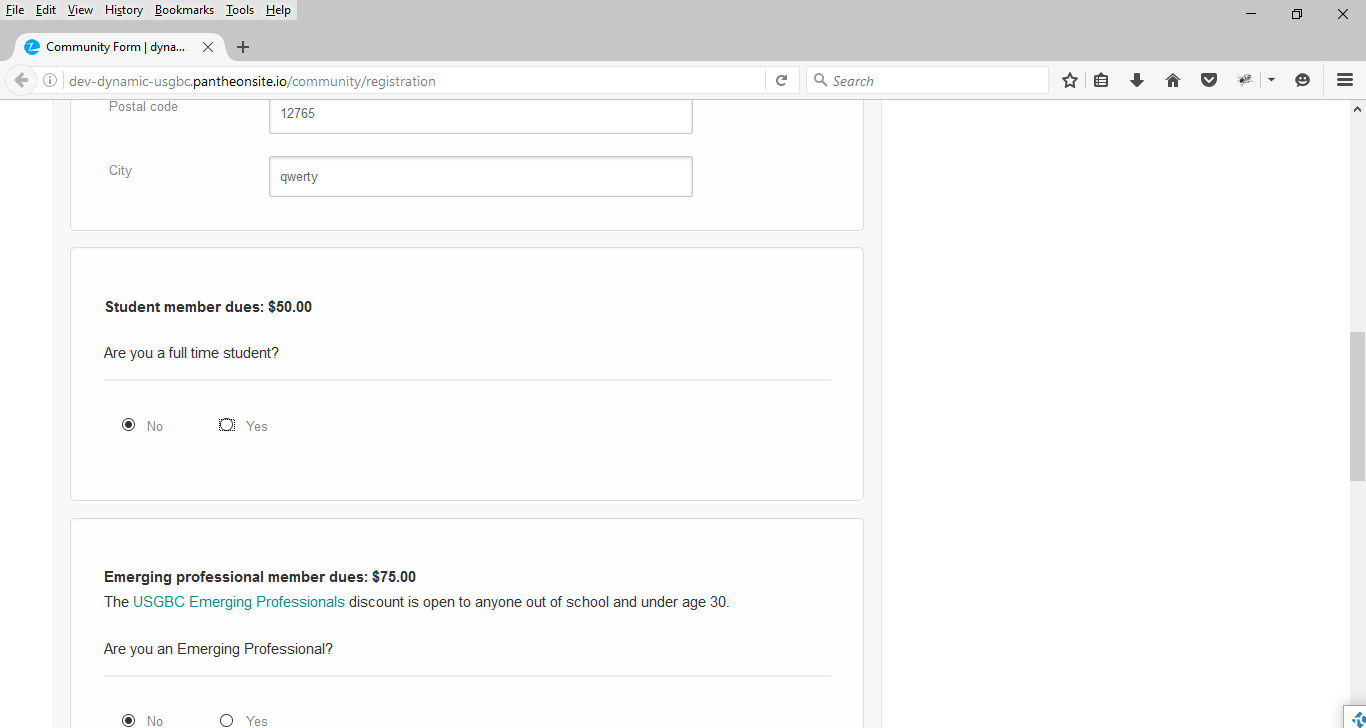 File Edit View History Bookmarks Tools Help
Community Form | dyna...
dev-dynamic-usgbc.pantheonsite.io/community/registration
Search
Postal code
12765
City
qwerty
Student member dues: $50.00
Are you a full time student?
No Yes
Emerging professional member dues: $75.00
The USGBC Emerging Professionals discount is open to anyone out of school and under age 30.
Are you an Emerging Professional?
No Yes